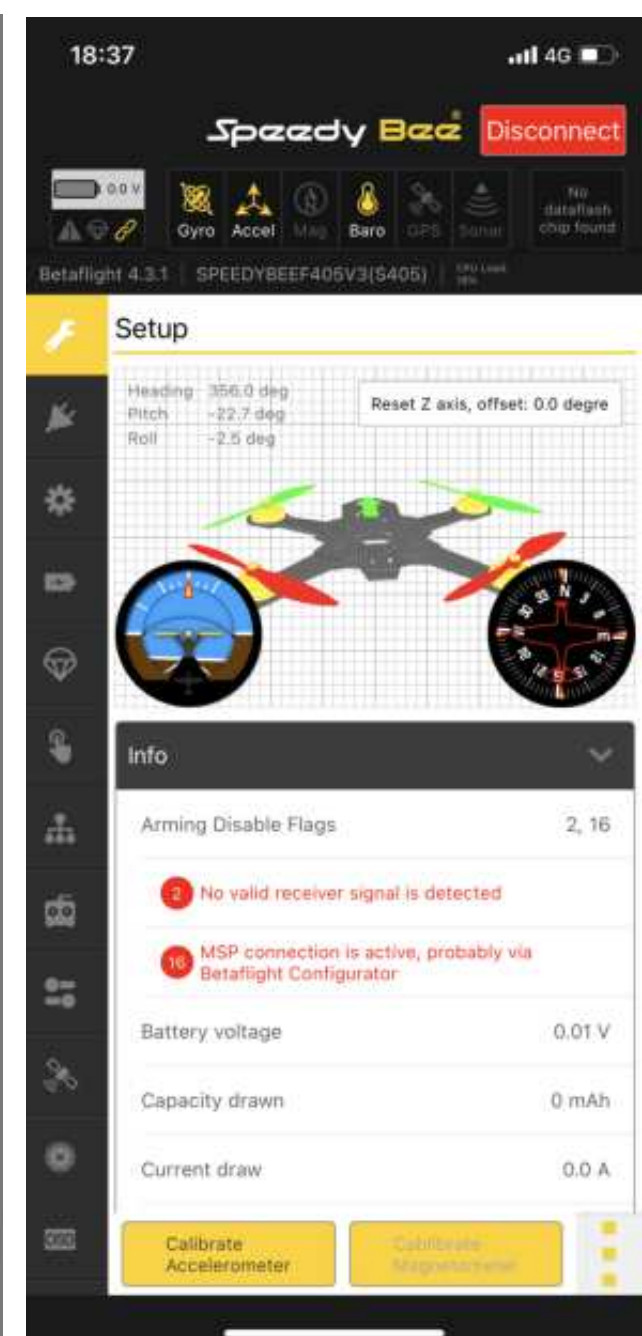 18:37
4G
Speedy Bee
Disconnect
0.0 V
Gyro Accel Mag Baro GPS Sonar
No
dataflash
chip found
Betaflight 4.3.1 SPEEDYBEEF405V3(S405) CPU Load
Setup
Heading 356.0 deg
Pitch -22.7 deg
Roll -2.5 deg
Reset Z axis, offset: 0.0 degre
Info
Arming Disable Flags 2, 16
2 No valid receiver signal is detected
16 MSP connection is active, probably via
Betaflight Configurator
Battery voltage 0.01 V
Capacity drawn 0 mAh
Current draw 0.0 A
Calibrate
Accelerometer